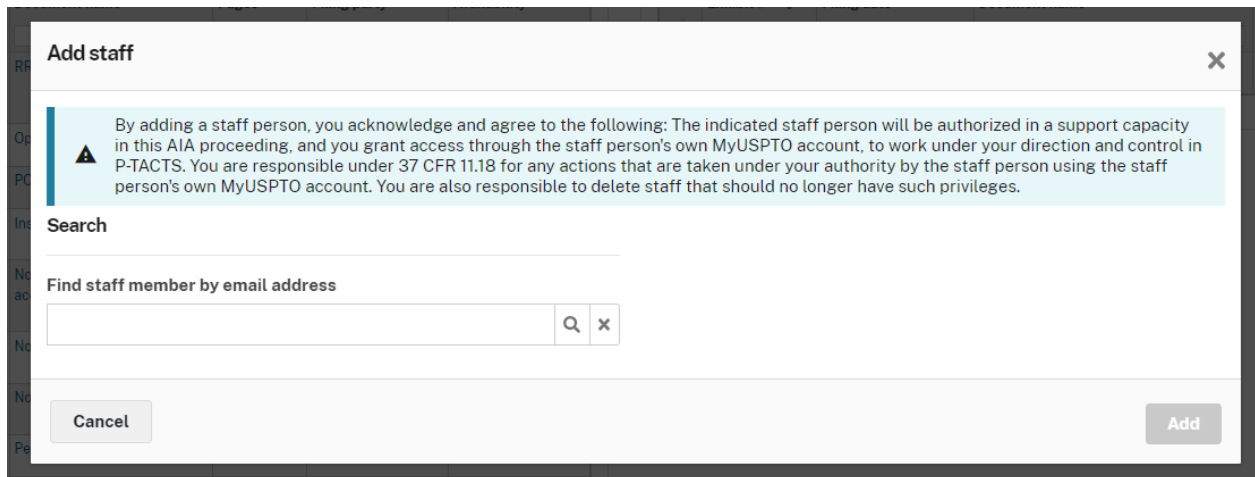 Add staff
By adding a staff person, you acknowledge and agree to the following: The indicated staff person will be authorized in a support capacity
in this AIA proceeding, and you grant access through the staff person's own MyUSPTO account, to work under your direction and control in
P-TACTS. You are responsible under 37 CFR 11.18 for any actions that are taken under your authority by the staff person using the staff
person's own MyUSPTO account. You are also responsible to delete staff that should no longer have such privileges.
Search
Find staff member by email address
Cancel
Add